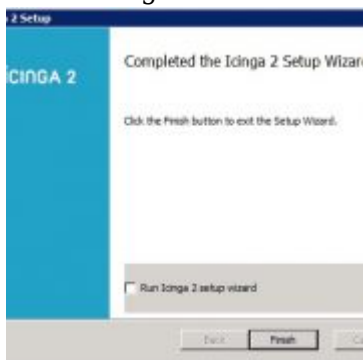 2 Setup
ICINGA 2
Completed the Icinga 2 Setup Wizar
Click the Finish button to exit the Setup Wizard.
Run Icinga 2 setup wizard
Back
Finish